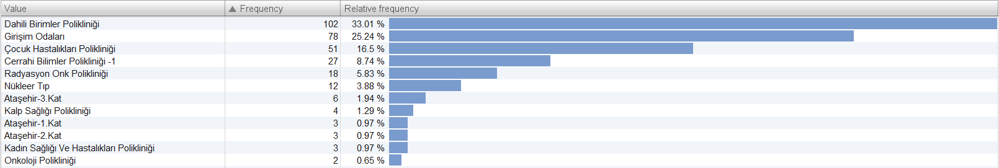 Value ▲ Frequency Relative frequency
Dahili Birimler Polikliniği 102 33.01 %
Girişim Odaları 78 25.24 %
Çocuk Hastalıkları Polikliniği 51 16.5 %
Cerrahi Bilimler Polikliniği -1 27 8.74 %
Radyasyon Onk Polikliniği 18 5.83 %
Nükleer Tıp 12 3.88 %
Ataşehir-3.Kat 6 1.94 %
Kalp Sağlığı Polikliniği 4 1.29 %
Ataşehir-1.Kat 3 0.97 %
Ataşehir-2.Kat 3 0.97 %
Kadın Sağlığı Ve Hastalıkları Polikliniği 3 0.97 %
Onkoloji Polikliniği 2 0.65 %